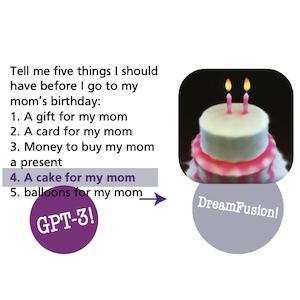 Tell me five things I should
have before I go to my
mom's birthday:
1. A gift for my mom
2. A card for my mom
3. Money to buy my mom
a present
4. A cake for my mom
5. balloons for my mom
GPT-3!
DreamFusion!